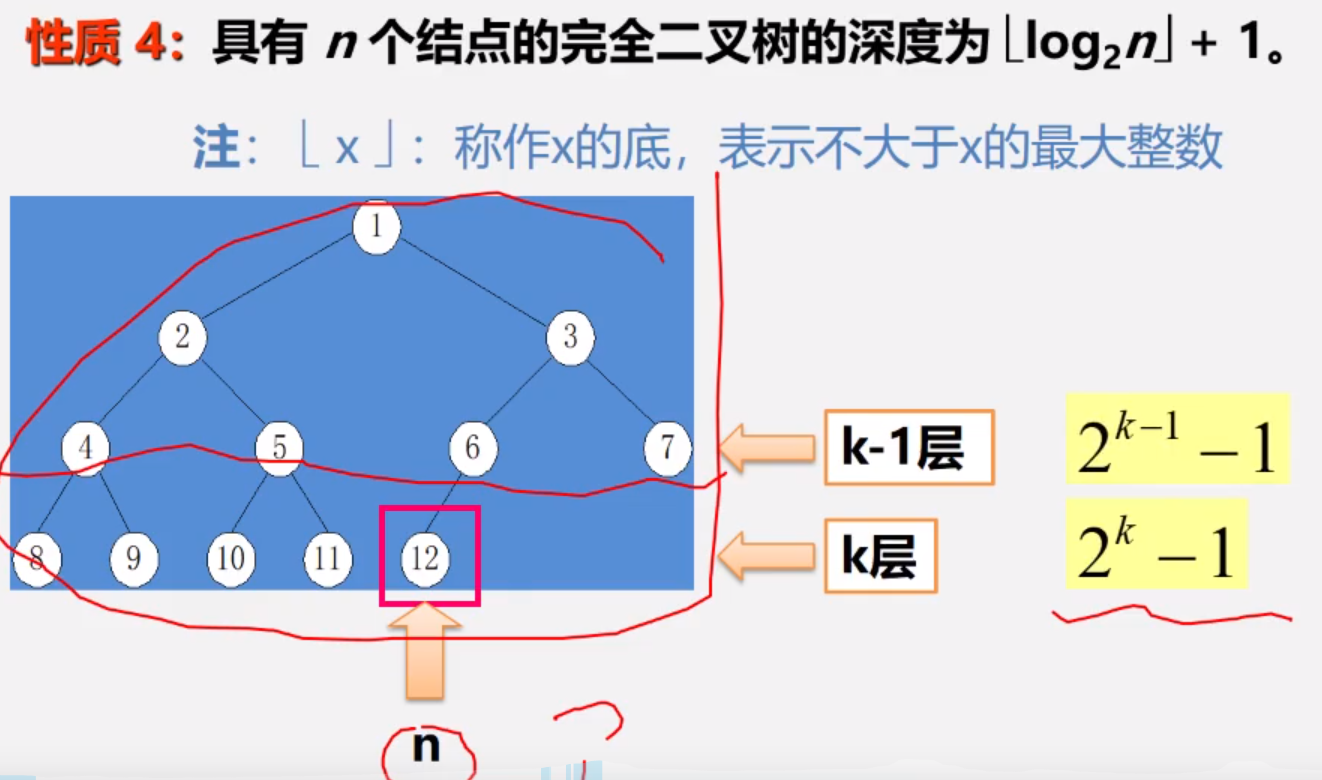 性质 4：具有 n 个结点的完全二叉树的深度为⌊log₂n⌋ + 1。
注：⌊ x ⌋：称作x的底，表示不大于x的最大整数
1
2 3
4 5 6 7
k-1层 2^{k-1} - 1
8 9 10 11 12
k层 2^k - 1
n